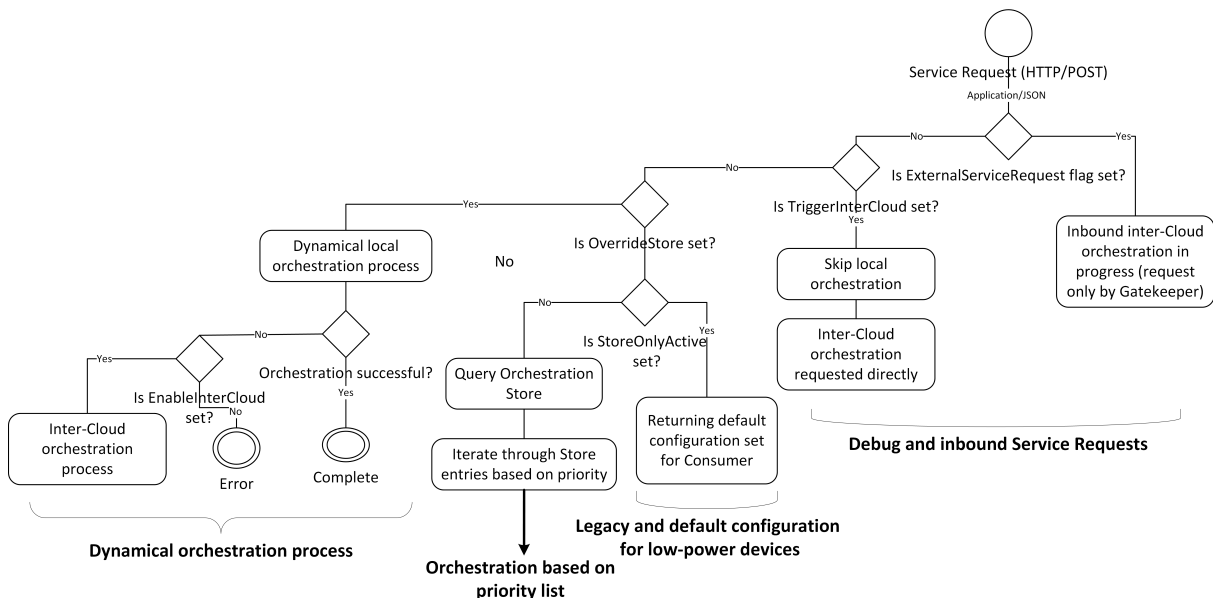 Service Request (HTTP/POST)
Application/JSON
No
Yes
Is ExternalServiceRequest flag set?
No
Is TriggerInterCloud set?
Yes
Yes
Is OverrideStore set?
No
Inbound inter-Cloud
orchestration in
progress (request
only by Gatekeeper)
Skip local
orchestration
Inter-Cloud
orchestration
requested directly
Debug and inbound Service Requests
Dynamical local
orchestration process
No
Yes
Is StoreOnlyActive
set?
Query Orchestration
Store
Iterate through Store
entries based on priority
Orchestration based on
priority list
Returning default
configuration set
for Consumer
Legacy and default configuration
for low-power devices
No
Orchestration successful?
Yes
Complete
Yes
Is EnableInterCloud
set?
No
Error
Inter-Cloud
orchestration
process
Dynamical orchestration process